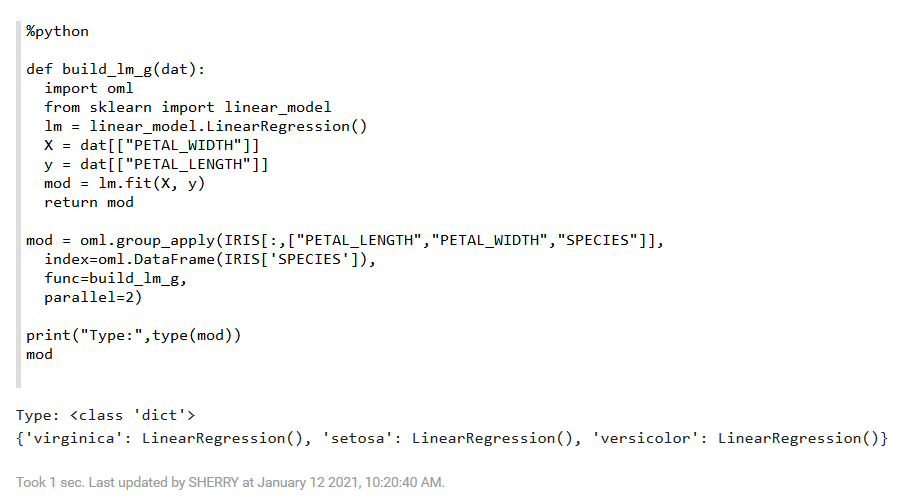 %python

def build_lm_g(dat):
  import oml
  from sklearn import linear_model
  lm = linear_model.LinearRegression()
  X = dat[["PETAL_WIDTH"]]
  y = dat[["PETAL_LENGTH"]]
  mod = lm.fit(X, y)
  return mod

mod = oml.group_apply(IRIS[:,["PETAL_LENGTH","PETAL_WIDTH","SPECIES"]],
  index=oml.DataFrame(IRIS['SPECIES']),
  func=build_lm_g,
  parallel=2)

print("Type:",type(mod))
mod

Type: <class 'dict'>
{'virginica': LinearRegression(), 'setosa': LinearRegression(), 'versicolor': LinearRegression()}

Took 1 sec. Last updated by SHERRY at January 12 2021, 10:20:40 AM.